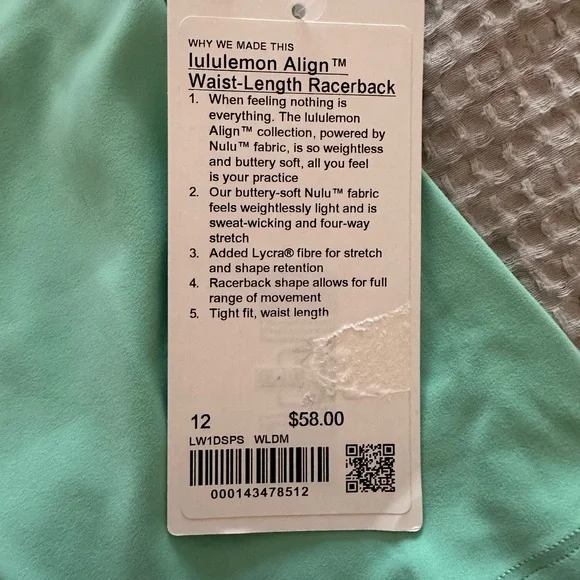 WHY WE MADE THIS
lululemon Align™
Waist-Length Racerback
1. When feeling nothing is
everything. The lululemon
Align™ collection, powered by
Nulu™ fabric, is so weightless
and buttery soft, all you feel
is your practice
2. Our buttery-soft Nulu™ fabric
feels weightlessly light and is
sweat-wicking and four-way
stretch
3. Added Lycra® fibre for stretch
and shape retention
4. Racerback shape allows for full
range of movement
5. Tight fit, waist length
12 $58.00
LW1DSPS WLDM
000143478512